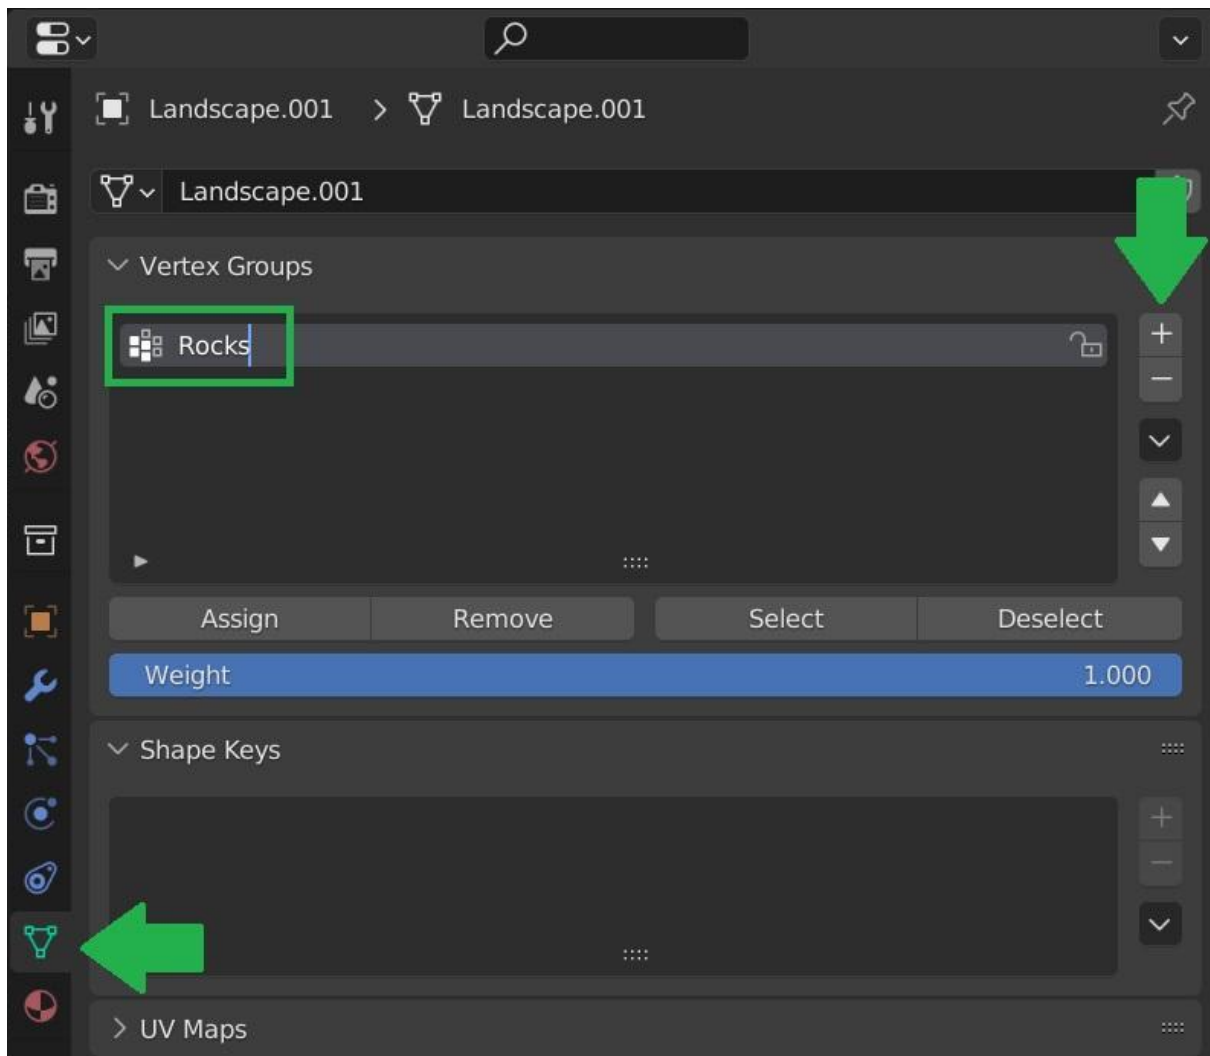 Landscape.001 > Landscape.001
Landscape.001
Vertex Groups
Rocks
Assign Remove Select Deselect
Weight 1.000
Shape Keys
UV Maps